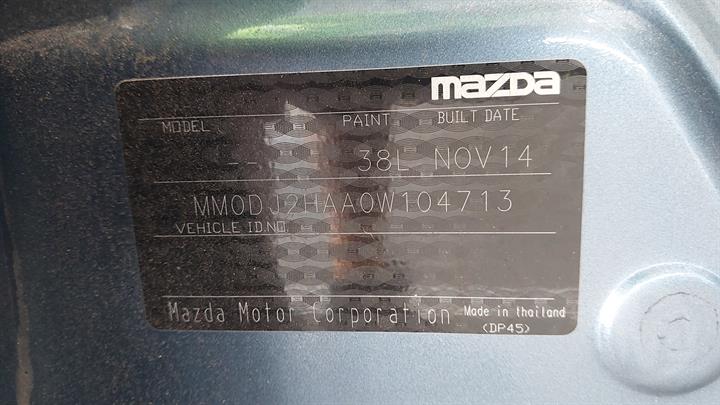 mazda
MODEL PAINT BUILT DATE
-- 38L NOV14
MM0DJ2HAA0W104713
VEHICLE ID.NO.
Mazda Motor Corporation Made in thailand
(DP45)